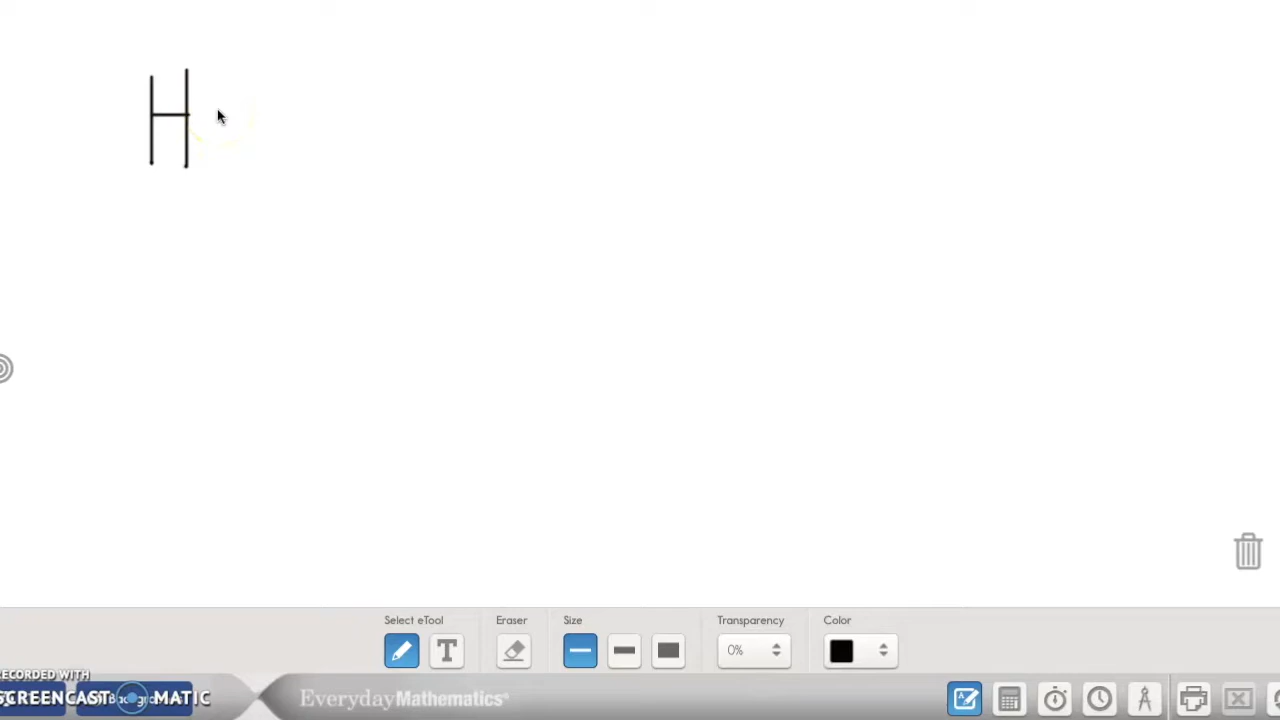 H
Select eTool Eraser Size Transparency Color
T 0%
RECORDED WITH
SCREENCAST MATIC
EverydayMathematics®